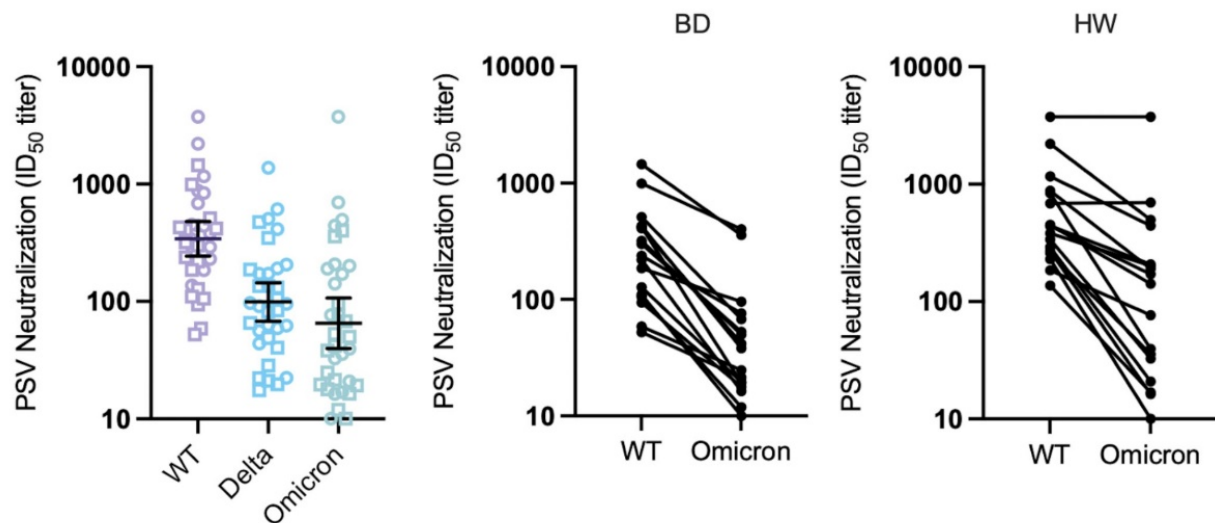 PSV Neutralization (ID50 titer)
10000
1000
100
10
WT
Delta
Omicron
BD
PSV Neutralization (ID50 titer)
10000
1000
100
10
WT Omicron
HW
PSV Neutralization (ID50 titer)
10000
1000
100
10
WT Omicron